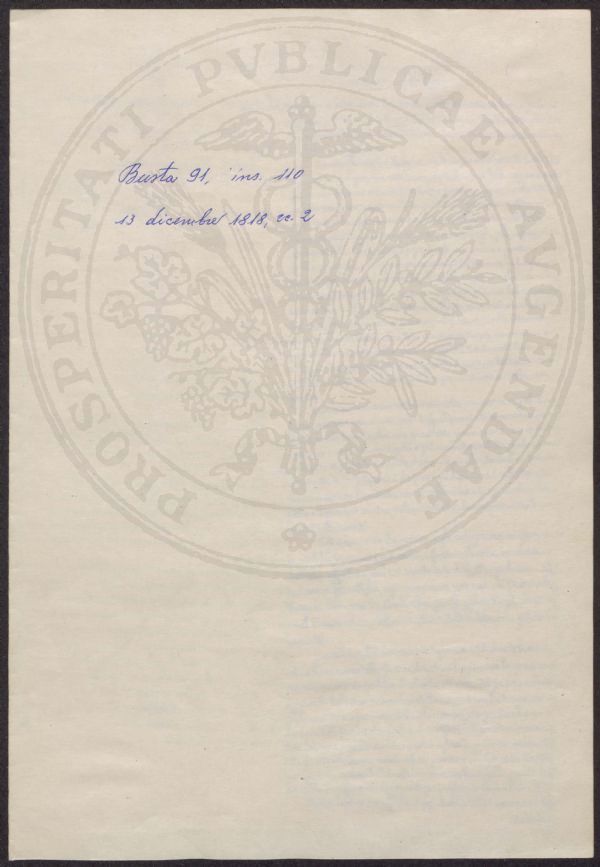 PROSPERITATI PVBLICAE AVGENDAE
Busta 91, ins. 110
13 dicembre 1818, cc. 2